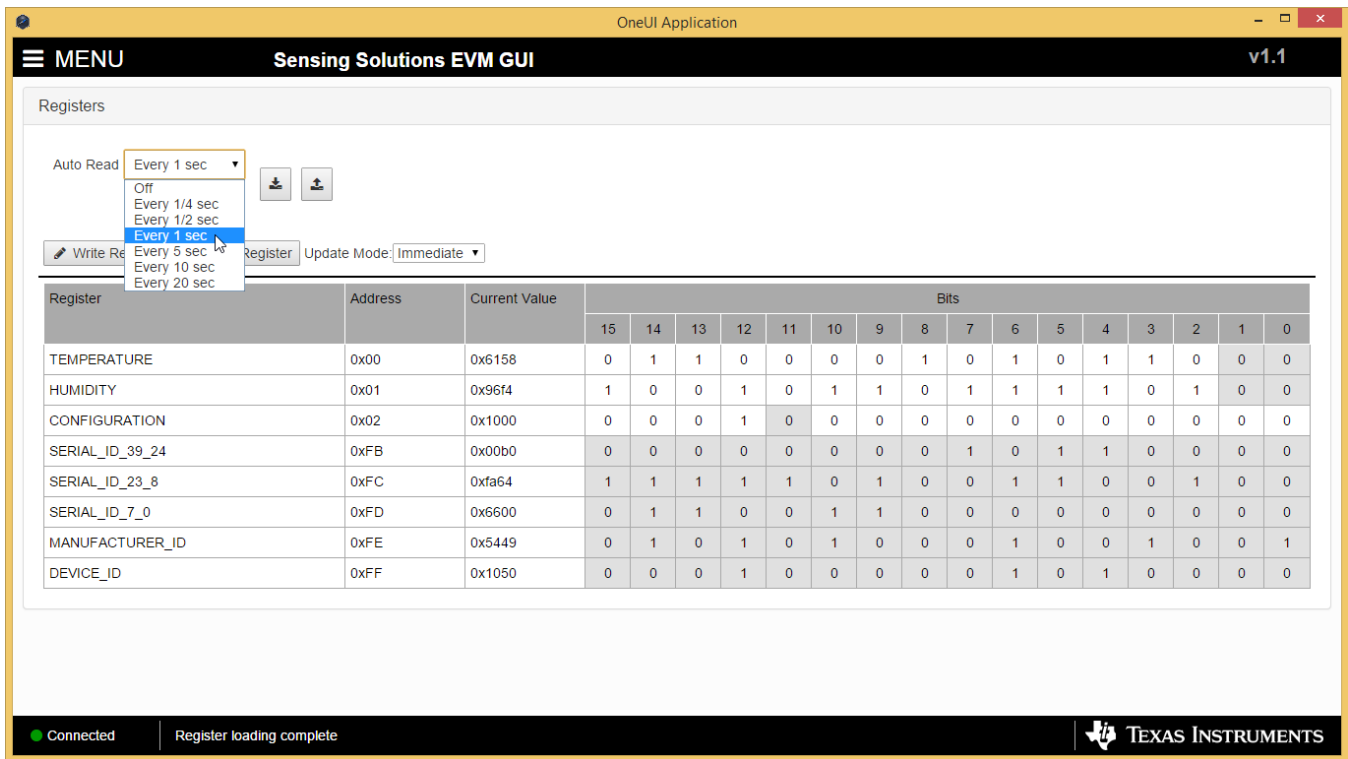 OneUI Application
MENU Sensing Solutions EVM GUI v1.1
Registers
Auto Read Every 1 sec
Off
Every 1/4 sec
Every 1/2 sec
Every 1 sec
Every 5 sec
Every 10 sec
Every 20 sec
Write Re Register Update Mode: Immediate
Register Address Current Value Bits
15 14 13 12 11 10 9 8 7 6 5 4 3 2 1 0
TEMPERATURE 0x00 0x6158 0 1 1 0 0 0 0 1 0 1 0 1 1 0 0 0
HUMIDITY 0x01 0x96f4 1 0 0 1 0 1 1 0 1 1 1 1 0 1 0 0
CONFIGURATION 0x02 0x1000 0 0 0 1 0 0 0 0 0 0 0 0 0 0 0 0
SERIAL_ID_39_24 0xFB 0x00b0 0 0 0 0 0 0 0 0 1 0 1 1 0 0 0 0
SERIAL_ID_23_8 0xFC 0xfa64 1 1 1 1 1 0 1 0 0 1 1 0 0 1 0 0
SERIAL_ID_7_0 0xFD 0x6600 0 1 1 0 0 1 1 0 0 0 0 0 0 0 0 0
MANUFACTURER_ID 0xFE 0x5449 0 1 0 1 0 1 0 0 0 1 0 0 1 0 0 1
DEVICE_ID 0xFF 0x1050 0 0 0 1 0 0 0 0 0 1 0 1 0 0 0 0
Connected Register loading complete TEXAS INSTRUMENTS